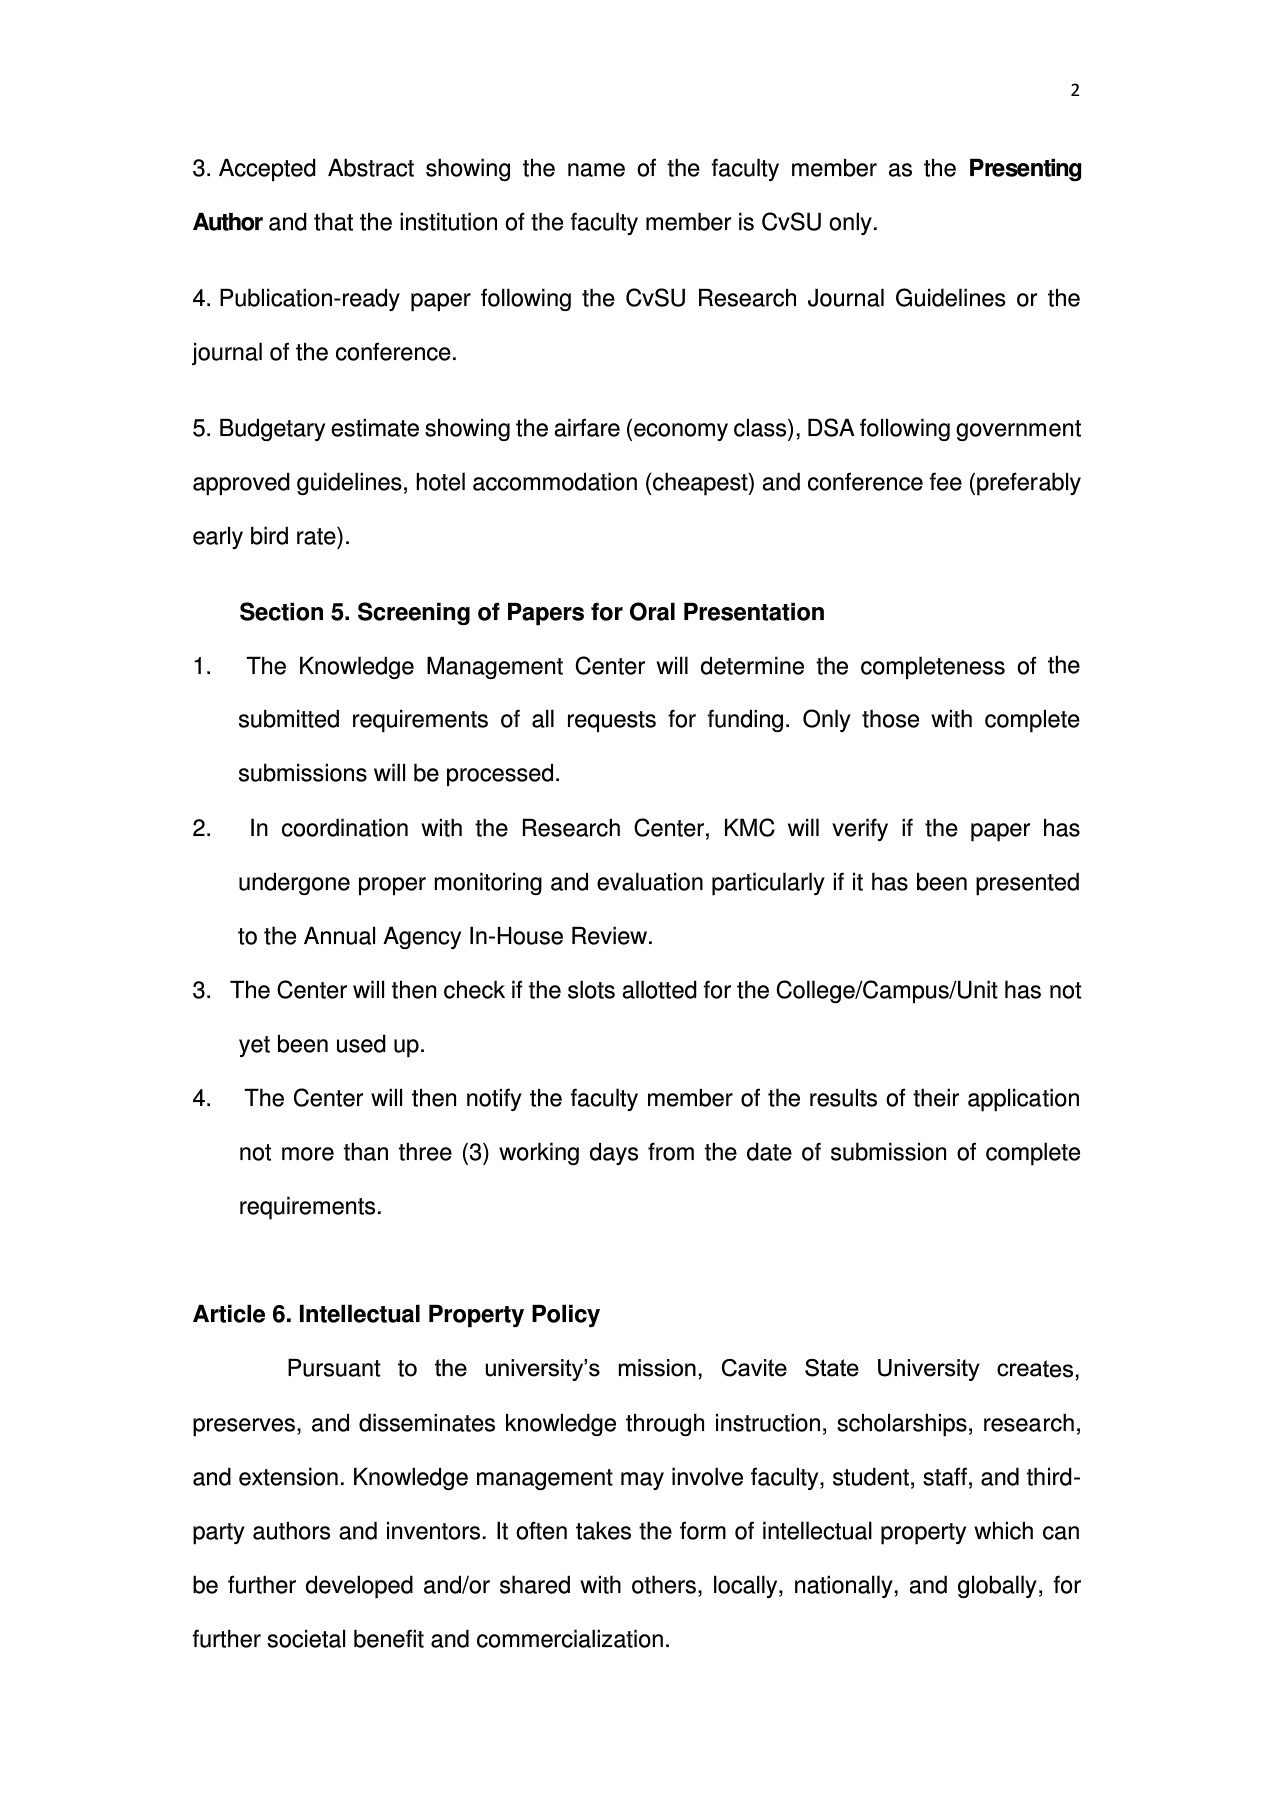 2
3. Accepted Abstract showing the name of the faculty member as the Presenting
Author and that the institution of the faculty member is CvSU only.
4. Publication-ready paper following the CvSU Research Journal Guidelines or the
journal of the conference.
5. Budgetary estimate showing the airfare (economy class), DSA following government
approved guidelines, hotel accommodation (cheapest) and conference fee (preferably
early bird rate).
Section 5. Screening of Papers for Oral Presentation
1. The Knowledge Management Center will determine the completeness of the
submitted requirements of all requests for funding. Only those with complete
submissions will be processed.
2. In coordination with the Research Center, KMC will verify if the paper has
undergone proper monitoring and evaluation particularly if it has been presented
to the Annual Agency In-House Review.
3. The Center will then check if the slots allotted for the College/Campus/Unit has not
yet been used up.
4. The Center will then notify the faculty member of the results of their application
not more than three (3) working days from the date of submission of complete
requirements.
Article 6. Intellectual Property Policy
Pursuant to the university’s mission, Cavite State University creates,
preserves, and disseminates knowledge through instruction, scholarships, research,
and extension. Knowledge management may involve faculty, student, staff, and third-
party authors and inventors. It often takes the form of intellectual property which can
be further developed and/or shared with others, locally, nationally, and globally, for
further societal benefit and commercialization.